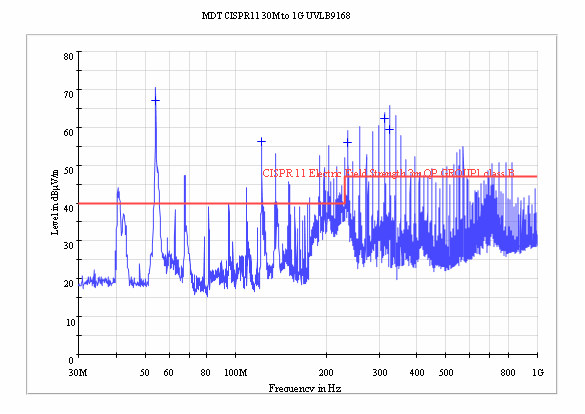 MDT CISPR11 30M to 1G UVLB9168
80
70
60
CISPR 11 Electric Field Strength 3m QP GROUP1 class B
50
40
30
20
10
0
Level in dBµV/m
30M 50 60 80 100M 200 300 400 500 800 1G
Frequency in Hz